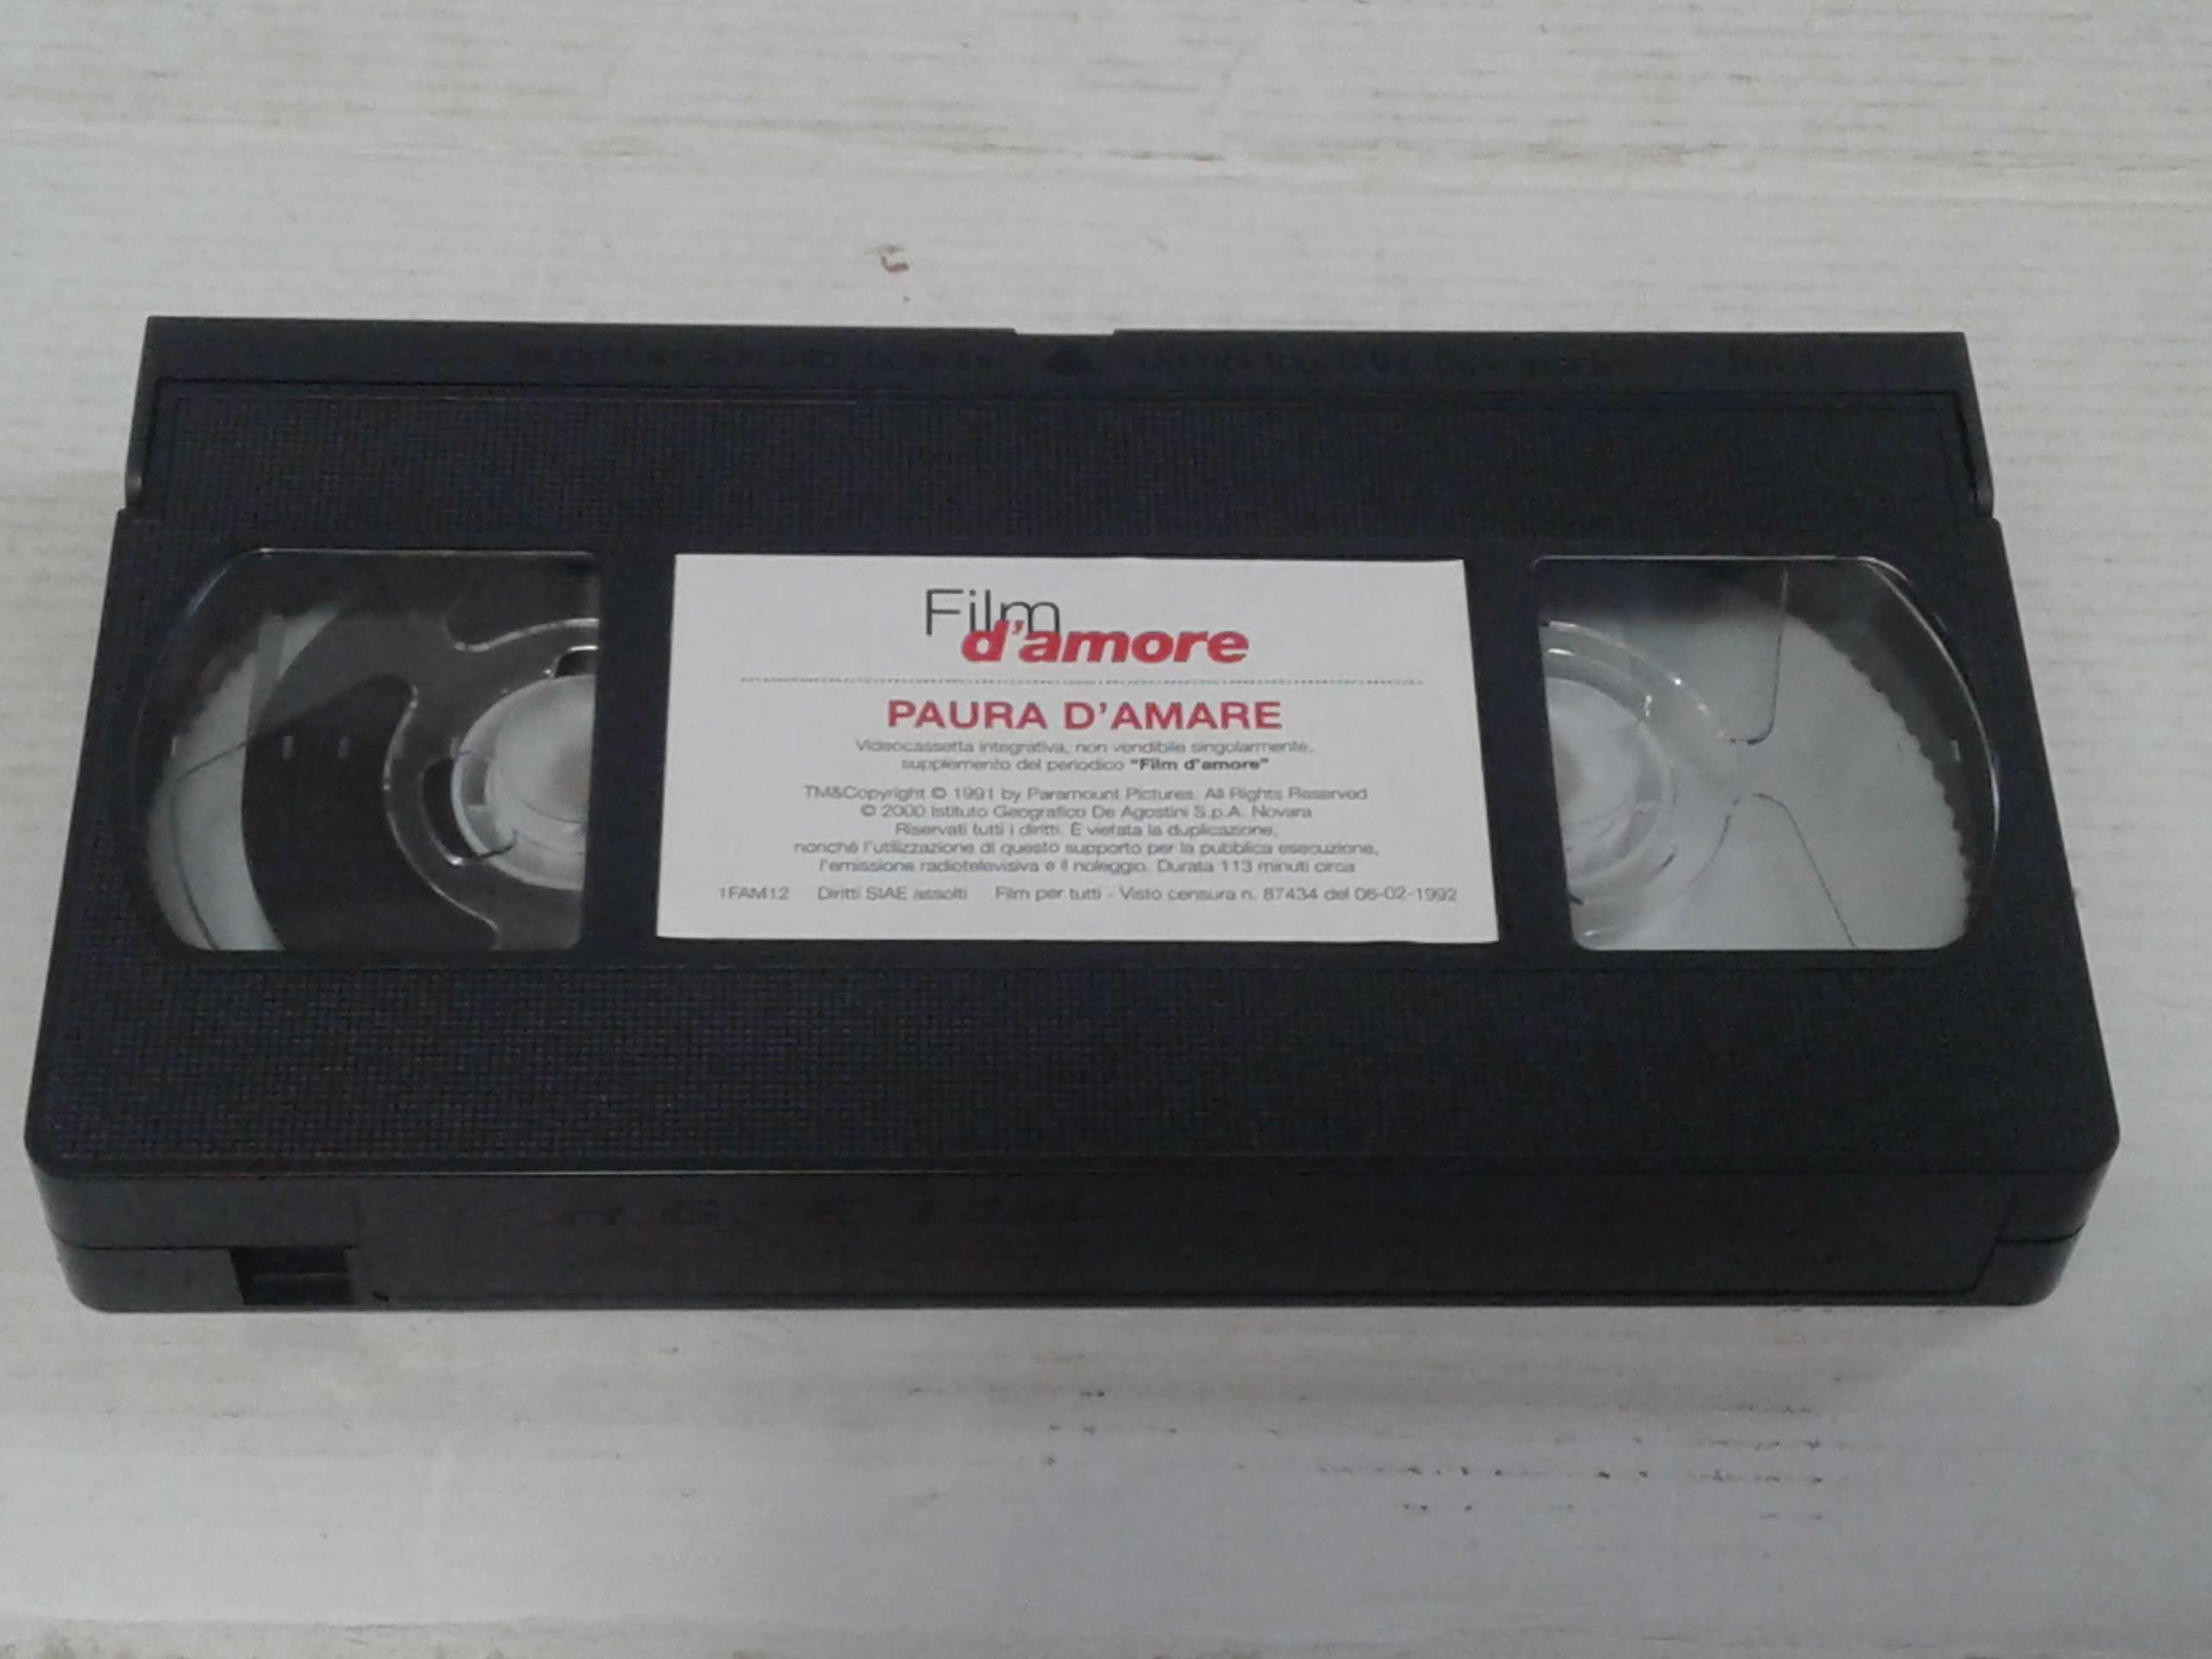 Film
d'amore
PAURA D'AMARE
Videocassetta integrativa, non vendibile singolarmente,
supplemento del periodico "Film d'amore"
TM&Copyright © 1991 by Paramount Pictures. All Rights Reserved
© 2000 Istituto Geografico De Agostini S.p.A. Novara
Riservati tutti i diritti. È vietata la duplicazione,
nonché l'utilizzazione di questo supporto per la pubblica esecuzione,
l'emissione radiotelevisiva e il noleggio. Durata 113 minuti circa
1FAM12 Diritti SIAE assolti Film per tutti - Visto censura n. 87434 del 06-02-1992